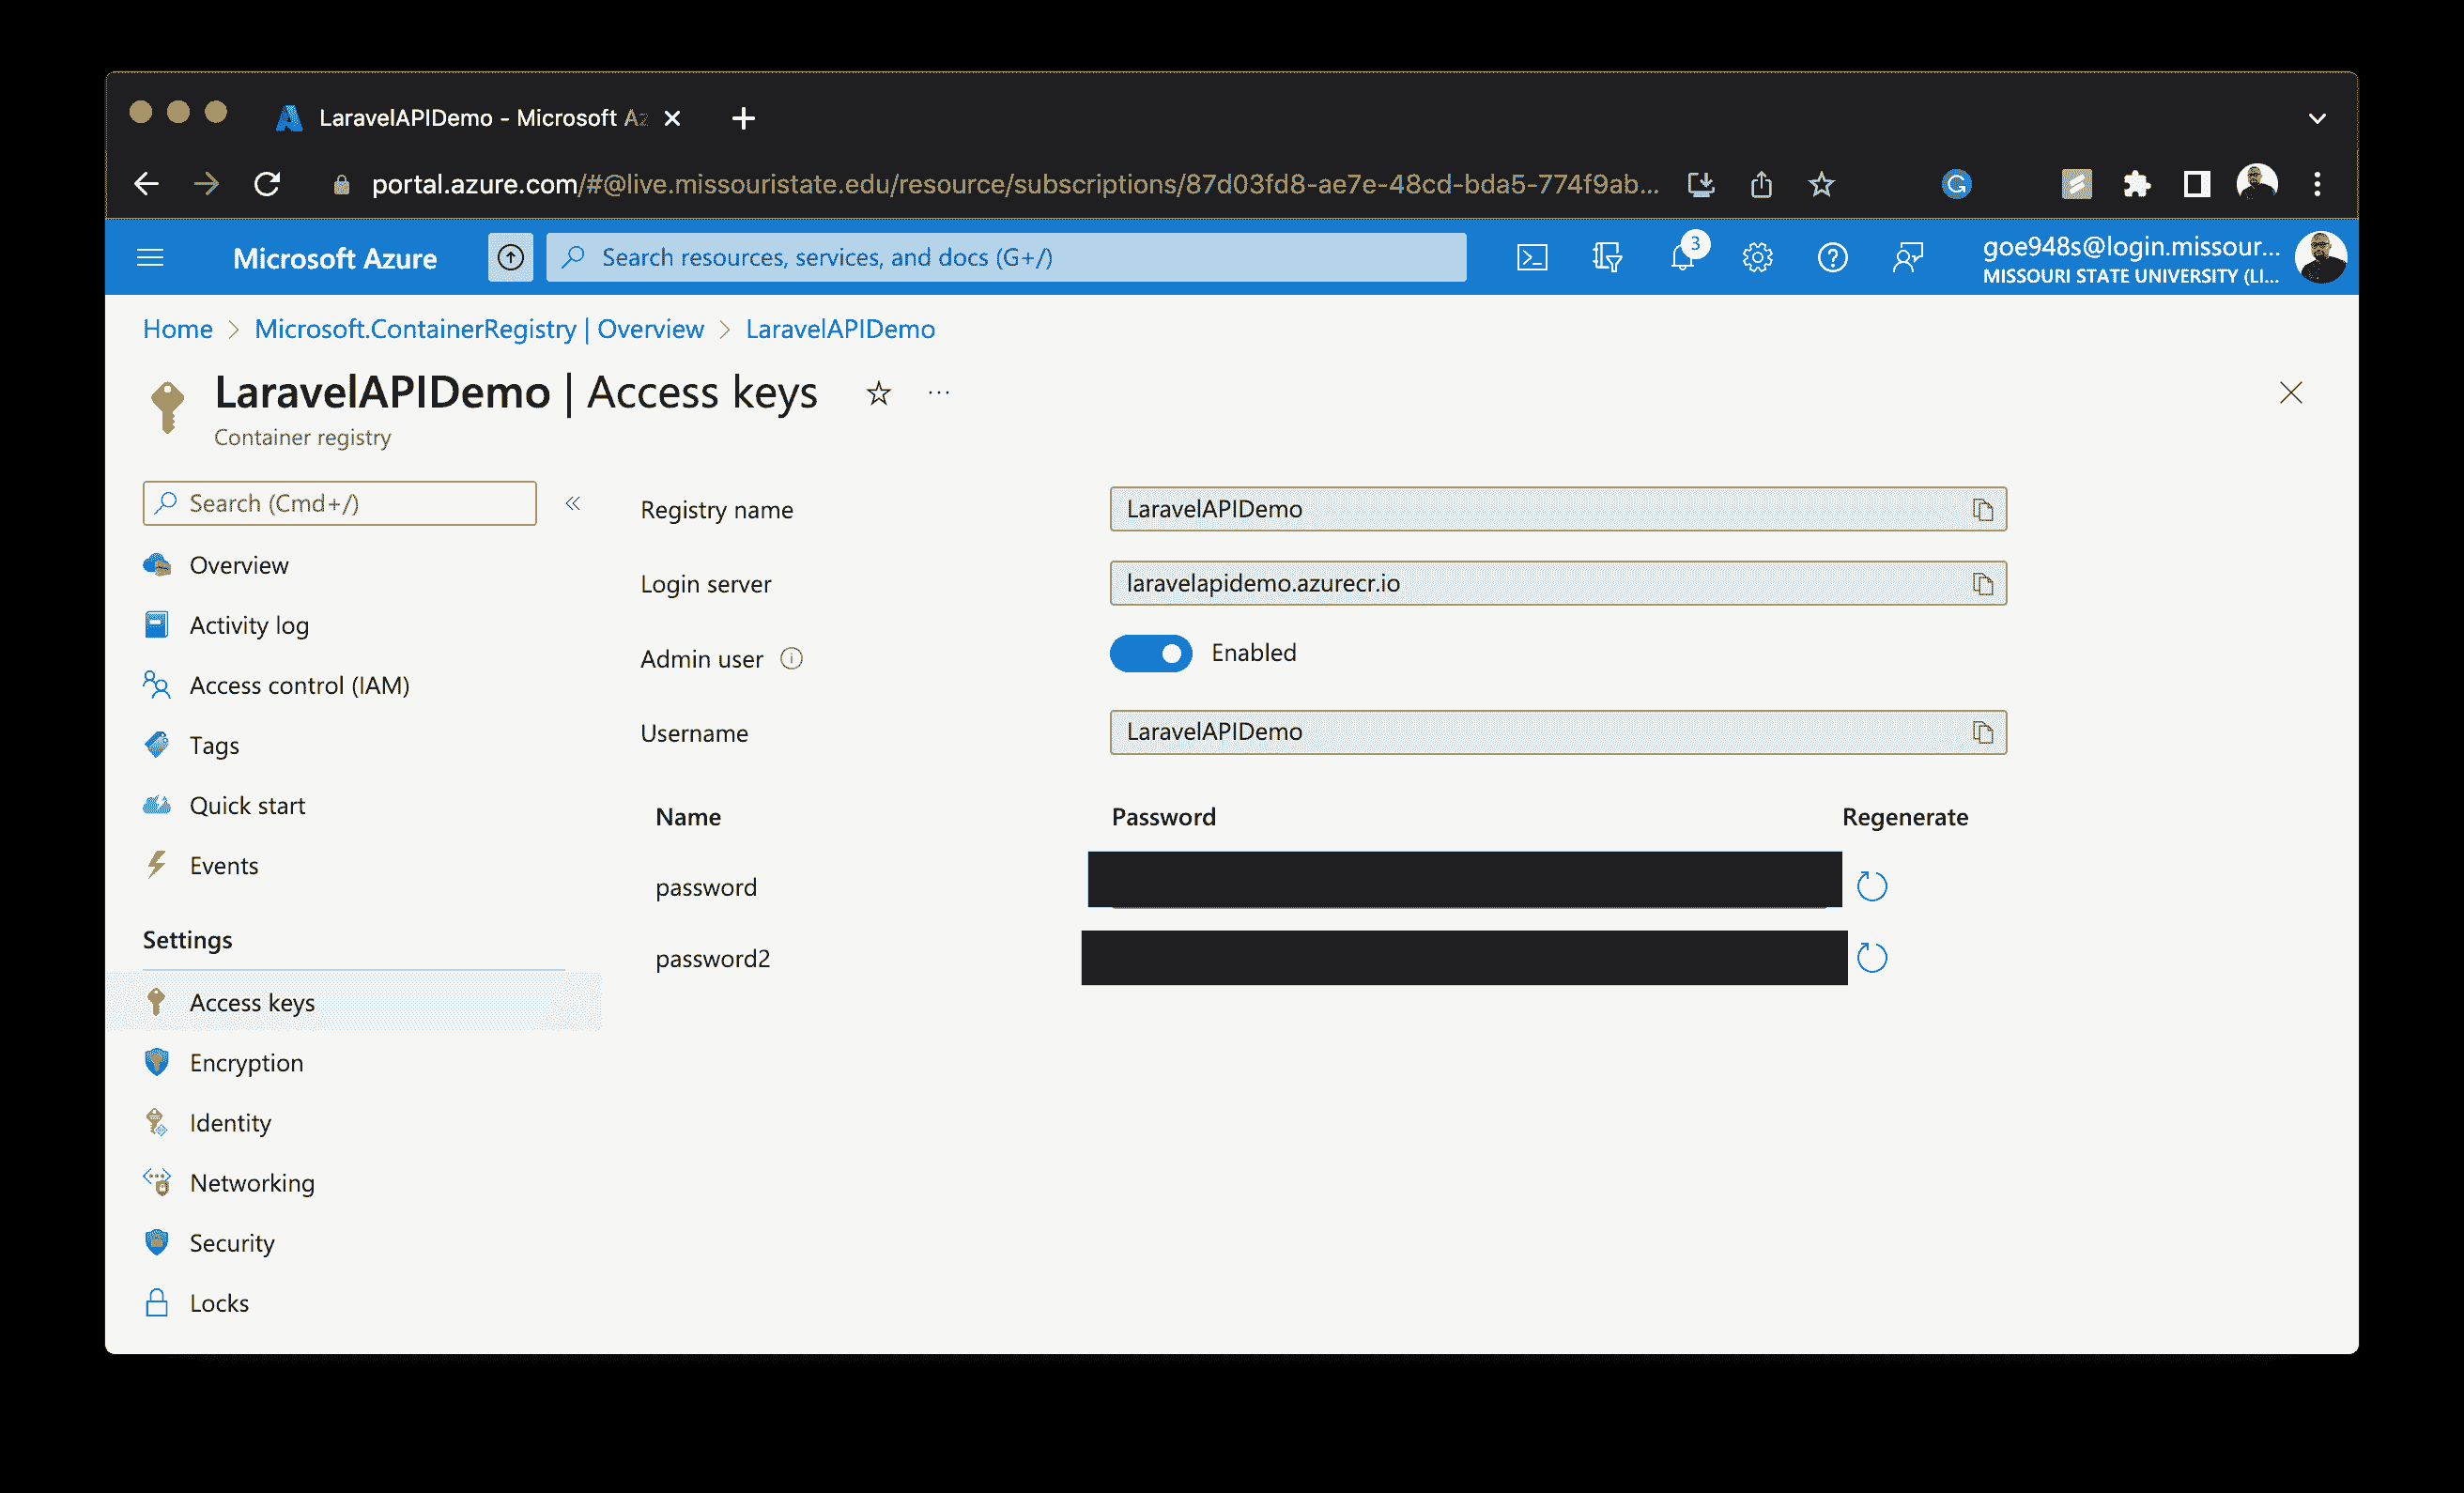 LaravelAPIDemo - Microsoft Az
portal.azure.com/#@live.missouristate.edu/resource/subscriptions/87d03fd8-ae7e-48cd-bda5-774f9ab...
Microsoft Azure
Search resources, services, and docs (G+/)
3
goe948s@login.missour...
MISSOURI STATE UNIVERSITY (LI...
Home > Microsoft.ContainerRegistry | Overview > LaravelAPIDemo
LaravelAPIDemo | Access keys
...
Container registry
Search (Cmd+/)
«
Overview
Activity log
Access control (IAM)
Tags
Quick start
Events
Settings
Access keys
Encryption
Identity
Networking
Security
Locks
Registry name
LaravelAPIDemo
Login server
laravelapidemo.azurecr.io
Admin user
Enabled
Username
LaravelAPIDemo
Name Password Regenerate
password
password2